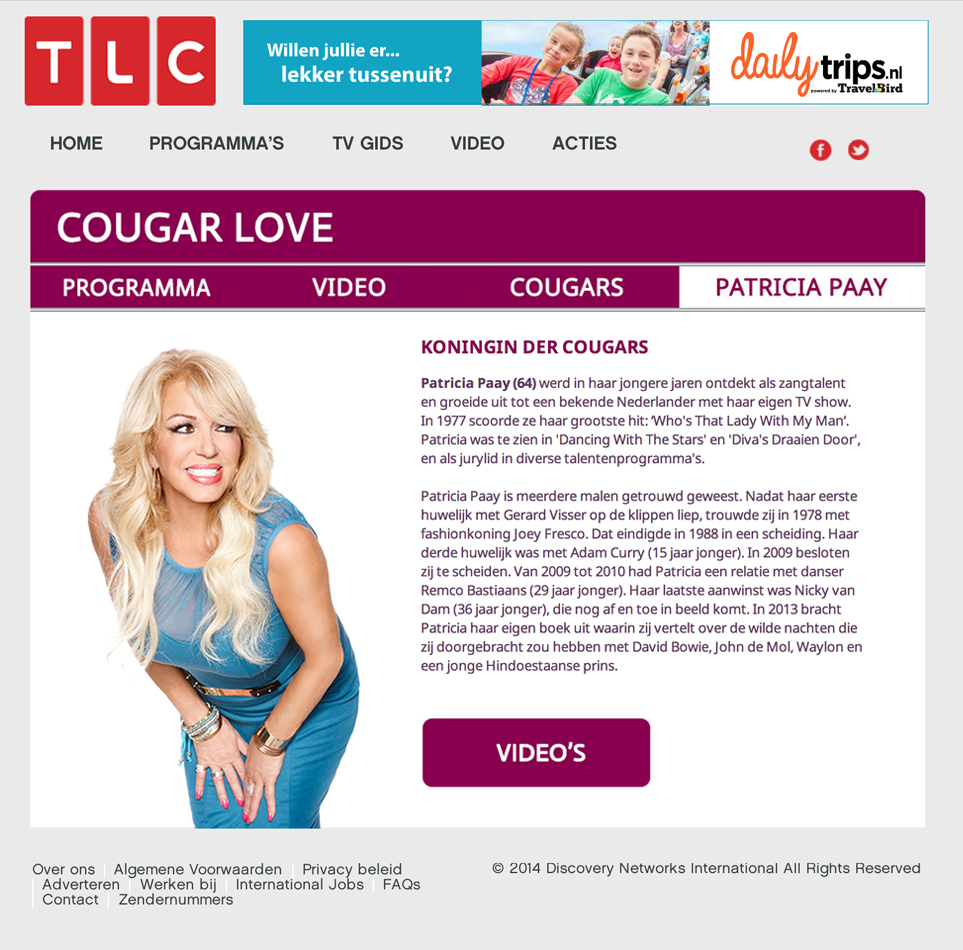 TLC
Willen jullie er...
lekker tussenuit?
dailytrips.nl
powered by TravelBird
HOME PROGRAMMA'S TV GIDS VIDEO ACTIES
COUGAR LOVE
PROGRAMMA VIDEO COUGARS PATRICIA PAAY
KONINGIN DER COUGARS
Patricia Paay (64) werd in haar jongere jaren ontdekt als zangtalent
en groeide uit tot een bekende Nederlander met haar eigen TV show.
In 1977 scoorde ze haar grootste hit: ‘Who's That Lady With My Man‘.
Patricia was te zien in 'Dancing With The Stars' en 'Diva's Draaien Door',
en als jurylid in diverse talentenprogramma's.
Patricia Paay is meerdere malen getrouwd geweest. Nadat haar eerste
huwelijk met Gerard Visser op de klippen liep, trouwde zij in 1978 met
fashionkoning Joey Fresco. Dat eindigde in 1988 in een scheiding. Haar
derde huwelijk was met Adam Curry (15 jaar jonger). In 2009 besloten
zij te scheiden. Van 2009 tot 2010 had Patricia een relatie met danser
Remco Bastiaans (29 jaar jonger). Haar laatste aanwinst was Nicky van
Dam (36 jaar jonger), die nog af en toe in beeld komt. In 2013 bracht
Patricia haar eigen boek uit waarin zij vertelt over de wilde nachten die
zij doorgebracht zou hebben met David Bowie, John de Mol, Waylon en
een jonge Hindoestaanse prins.
VIDEO'S
Over ons Algemene Voorwaarden Privacy beleid
Adverteren Werken bij International Jobs FAQs
Contact Zendernummers
© 2014 Discovery Networks International All Rights Reserved